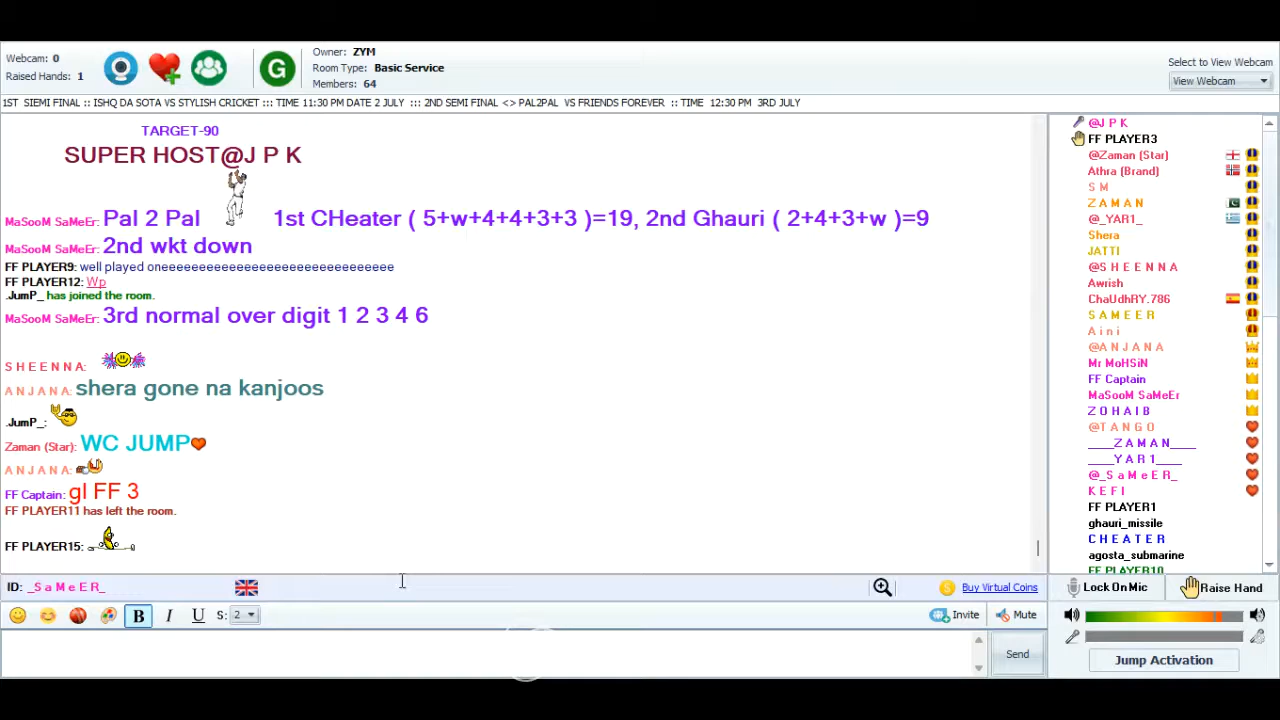 Webcam: 0
Raised Hands: 1
G
Owner: ZYM
Room Type: Basic Service
Members: 64
Select to View Webcam
View Webcam
1ST SIEMI FINAL :: ISHQ DA SOTA VS STYLISH CRICKET ::: TIME 11:30 PM DATE 2 JULY ::: 2ND SEMI FINAL <> PAL2PAL VS FRIENDS FOREVER :: TIME 12:30 PM 3RD JULY
TARGET-90
SUPER HOST@J P K
MaSooM SaMeEr: Pal 2 Pal 1st CHeater ( 5+w+4+4+3+3 )=19, 2nd Ghauri ( 2+4+3+w )=9
MaSooM SaMeEr: 2nd wkt down
FF PLAYER9: well played oneeeeeeeeeeeeeeeeeeeeeeeeeeeeeee
FF PLAYER12: Wp
.JumP_ has joined the room.
MaSooM SaMeEr: 3rd normal over digit 1 2 3 4 6
S H E E N N A:
A N J A N A: shera gone na kanjoos
.JumP_:
Zaman (Star): WC JUMP
A N J A N A:
FF Captain: gl FF 3
FF PLAYER11 has left the room.
FF PLAYER15:
@J P K
FF PLAYER3
@Zaman (Star)
Athra (Brand)
S M
Z A M A N
@_YAR1_
Shera
JATTI
@S H E E N N A
Awrish
ChaUdhRY.786
S A M E E R
A i n i
@A N J A N A
Mr MoHSiN
FF Captain
MaSooM SaMeEr
Z O H A I B
@T A N G O
____Z A M A N____
____Y A R 1____
@_S a M e E R_
K E F I
FF PLAYER1
ghauri_missile
C H E A T E R
agosta_submarine
FF PLAYER10
ID: _S a M e E R_
Buy Virtual Coins
Lock On Mic
Raise Hand
B I U S: 2
Invite
Mute
Send
Jump Activation